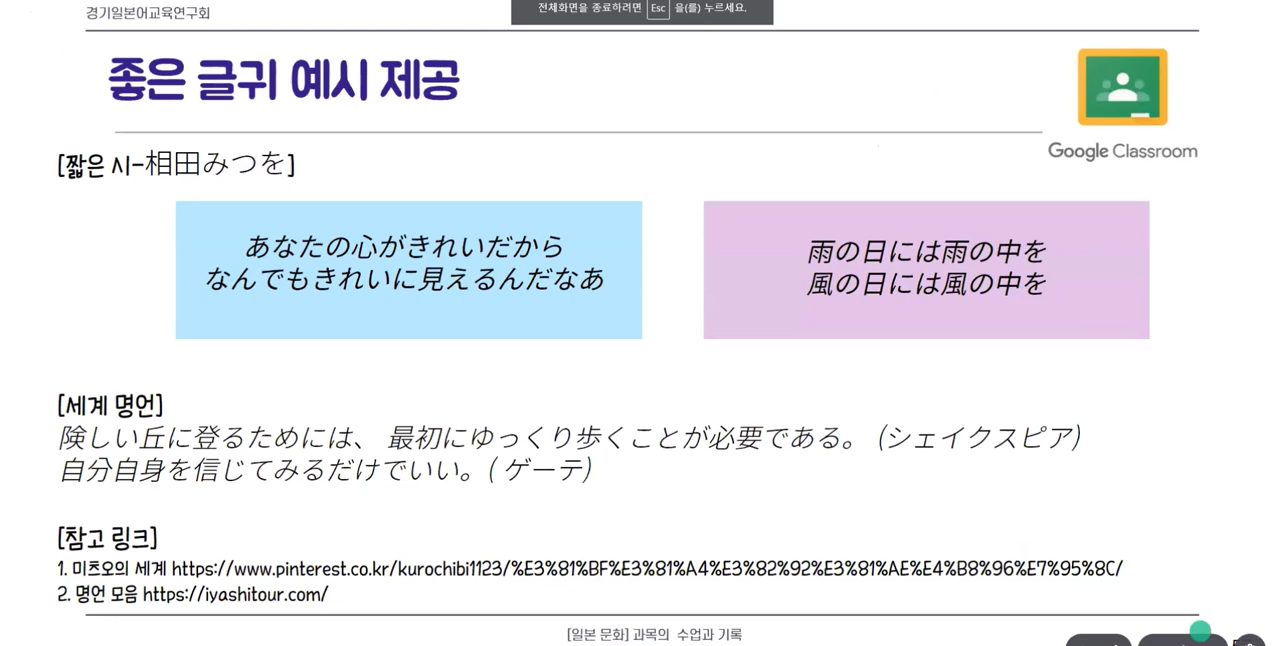 경기일본어교육연구회
전체화면을 종료하려면 Esc 을(를) 누르세요.
좋은 글귀 예시 제공
Google Classroom
[짧은 시-相田みつを]
あなたの心がきれいだから
なんでもきれいに見えるんだなあ
雨の日には雨の中を
風の日には風の中を
[세계 명언]
険しい丘に登るためには、 最初にゆっくり歩くことが必要である。 (シェイクスピア)
自分自身を信じてみるだけでいい。( ゲーテ)
[참고 링크]
1. 미츠오의 세계 https://www.pinterest.co.kr/kurochibi1123/%E3%81%BF%E3%81%A4%E3%82%92%E3%81%AE%E4%B8%96%E7%95%8C/
2. 명언 모음 https://iyashitour.com/
[일본 문화] 과목의 수업과 기록